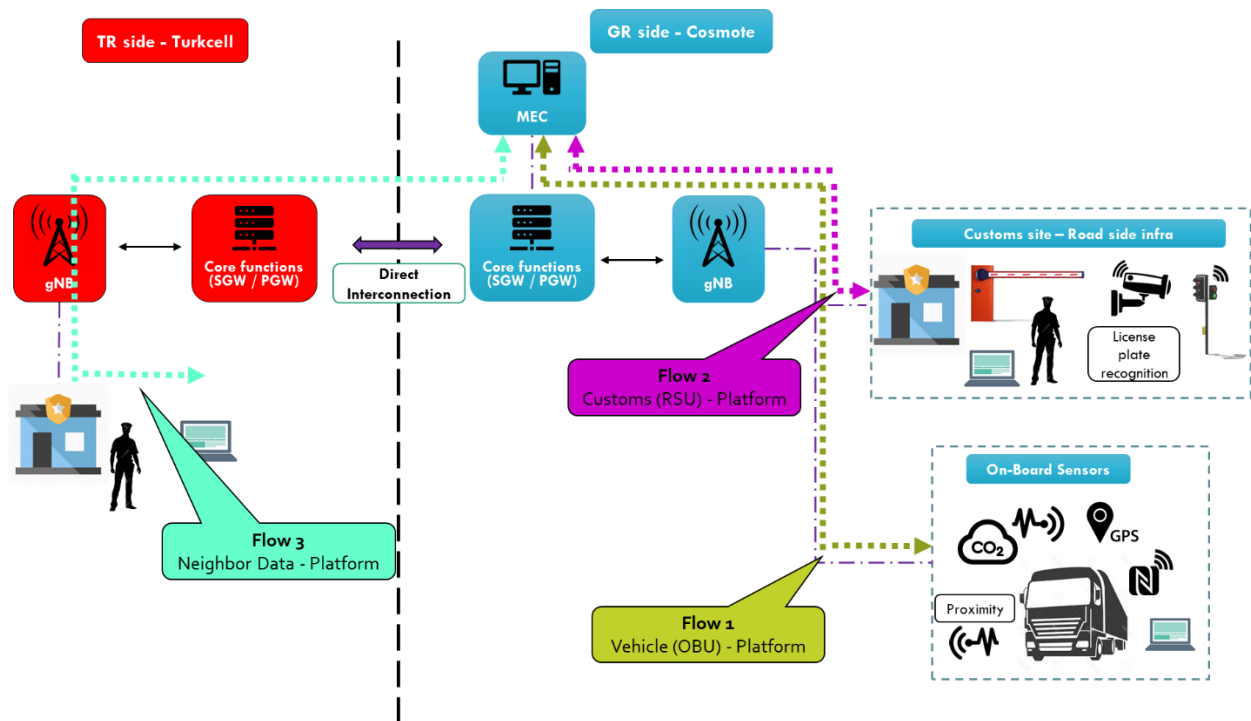 TR side - Turkcell
GR side - Cosmote
MEC
gNB
Core functions
(SGW / PGW)
Direct
Interconnection
Core functions
(SGW / PGW)
gNB
Customs site – Road side infra
License
plate
recognition
Flow 2
Customs (RSU) - Platform
On-Board Sensors
CO2
GPS
Proximity
Flow 3
Neighbor Data - Platform
Flow 1
Vehicle (OBU) - Platform